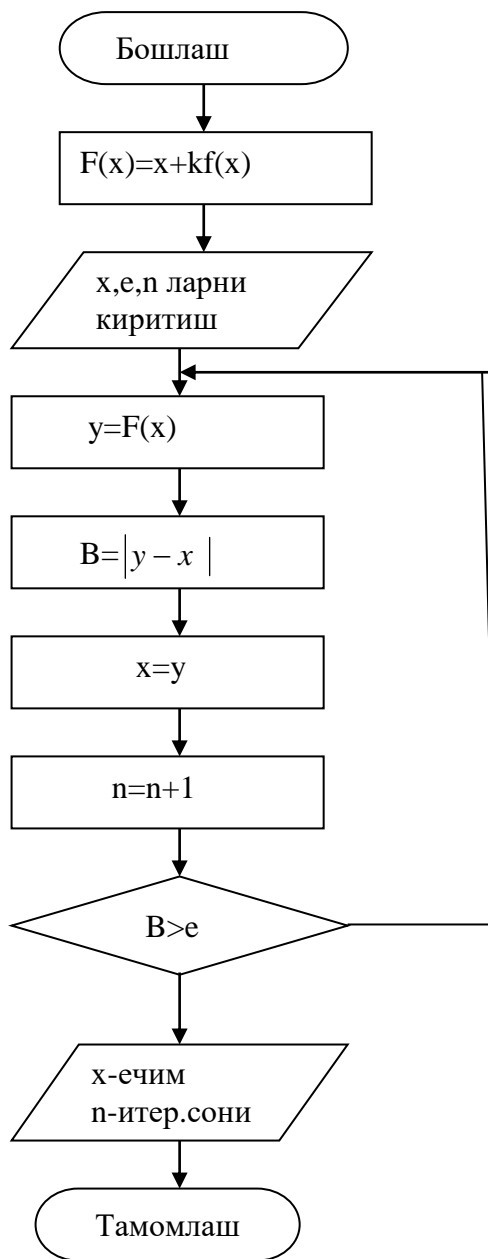 Бошлаш
F(x)=x+kf(x)
x,e,n ларни
киритиш
y=F(x)
B=|y – x |
x=y
n=n+1
B>e
x-ечим
n-итер.сони
Тамомлаш